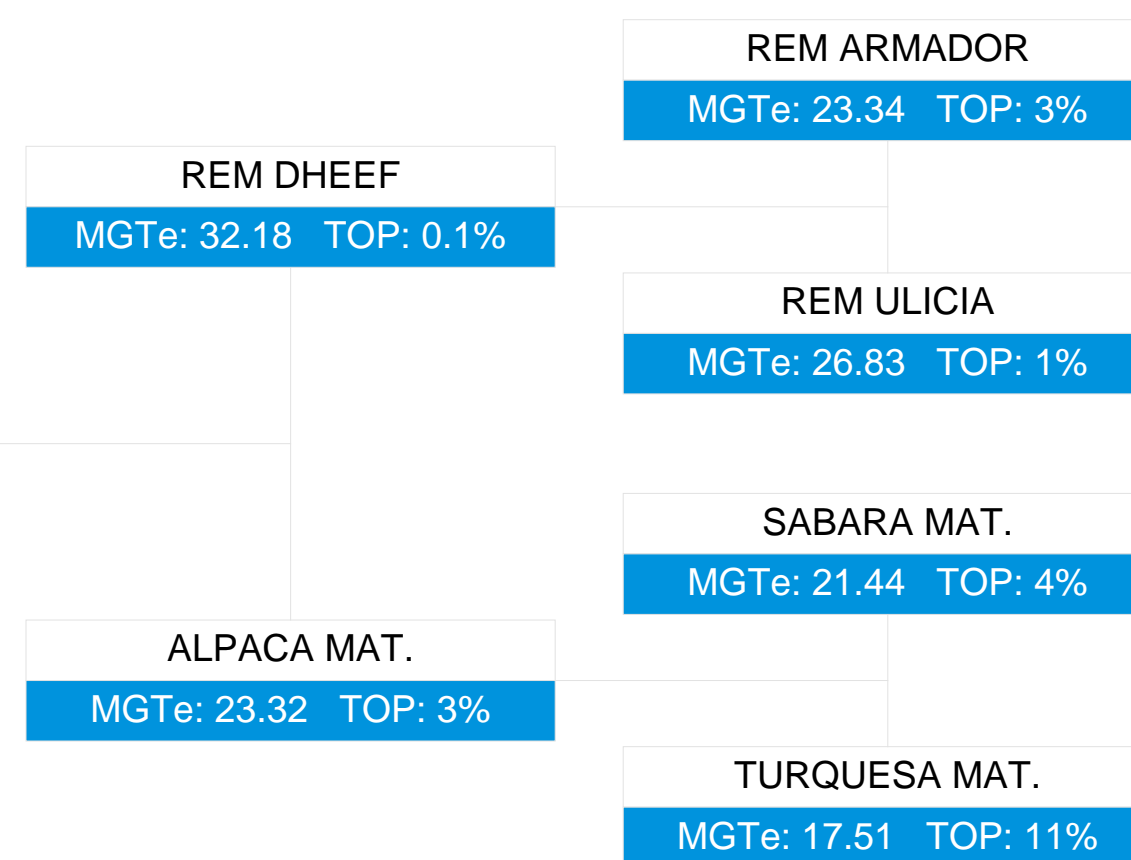 REM ARMADOR
MGTe: 23.34 TOP: 3%
REM DHEEF
MGTe: 32.18 TOP: 0.1%
REM ULICIA
MGTe: 26.83 TOP: 1%
SABARA MAT.
MGTe: 21.44 TOP: 4%
ALPACA MAT.
MGTe: 23.32 TOP: 3%
TURQUESA MAT.
MGTe: 17.51 TOP: 11%